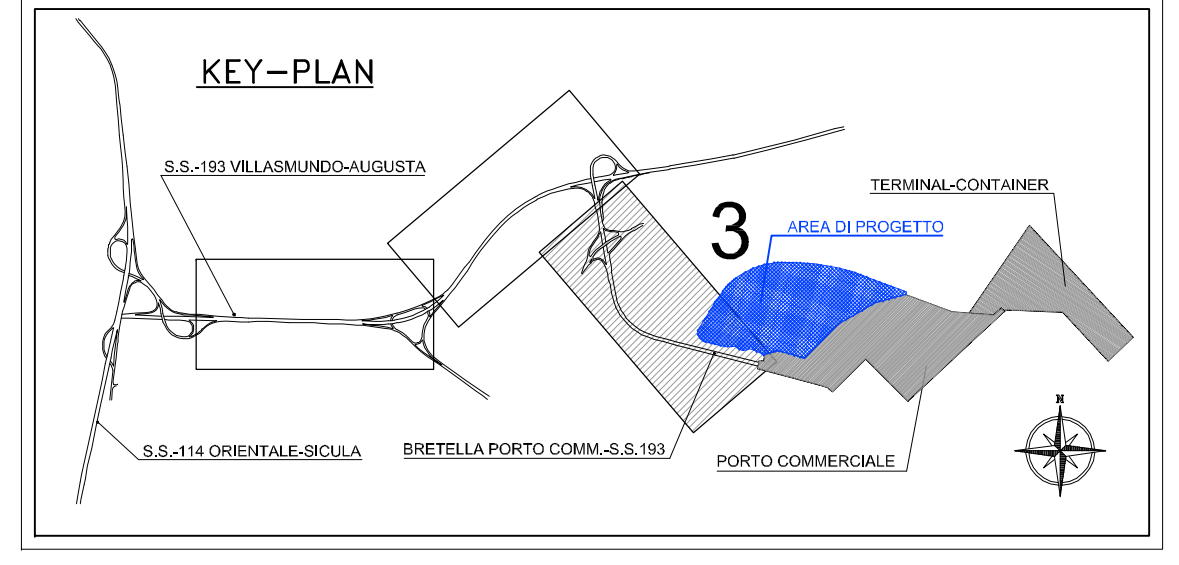 KEY-PLAN
S.S.-193 VILLASMUNDO-AUGUSTA
TERMINAL-CONTAINER
3
AREA DI PROGETTO
N
S.S.-114 ORIENTALE-SICULA
BRETELLA PORTO COMM.-S.S.193
PORTO COMMERCIALE